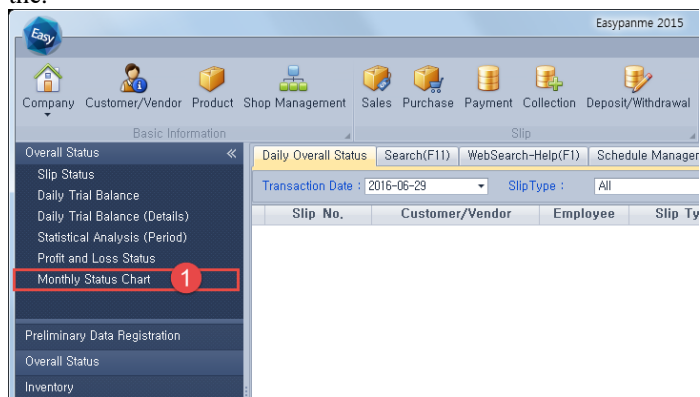 the.
Easy
Easypanme 2015
Company Customer/Vendor Product Shop Management Sales Purchase Payment Collection Deposit/Withdrawal
Basic Information Slip
Overall Status «
Slip Status
Daily Trial Balance
Daily Trial Balance (Details)
Statistical Analysis (Period)
Profit and Loss Status
Monthly Status Chart 1
Preliminary Data Registration
Overall Status
Inventory
Daily Overall Status Search(F11) WebSearch-Help(F1) Schedule Manager
Transaction Date : 2016-06-29 SlipType : All
Slip No. Customer/Vendor Employee Slip Ty